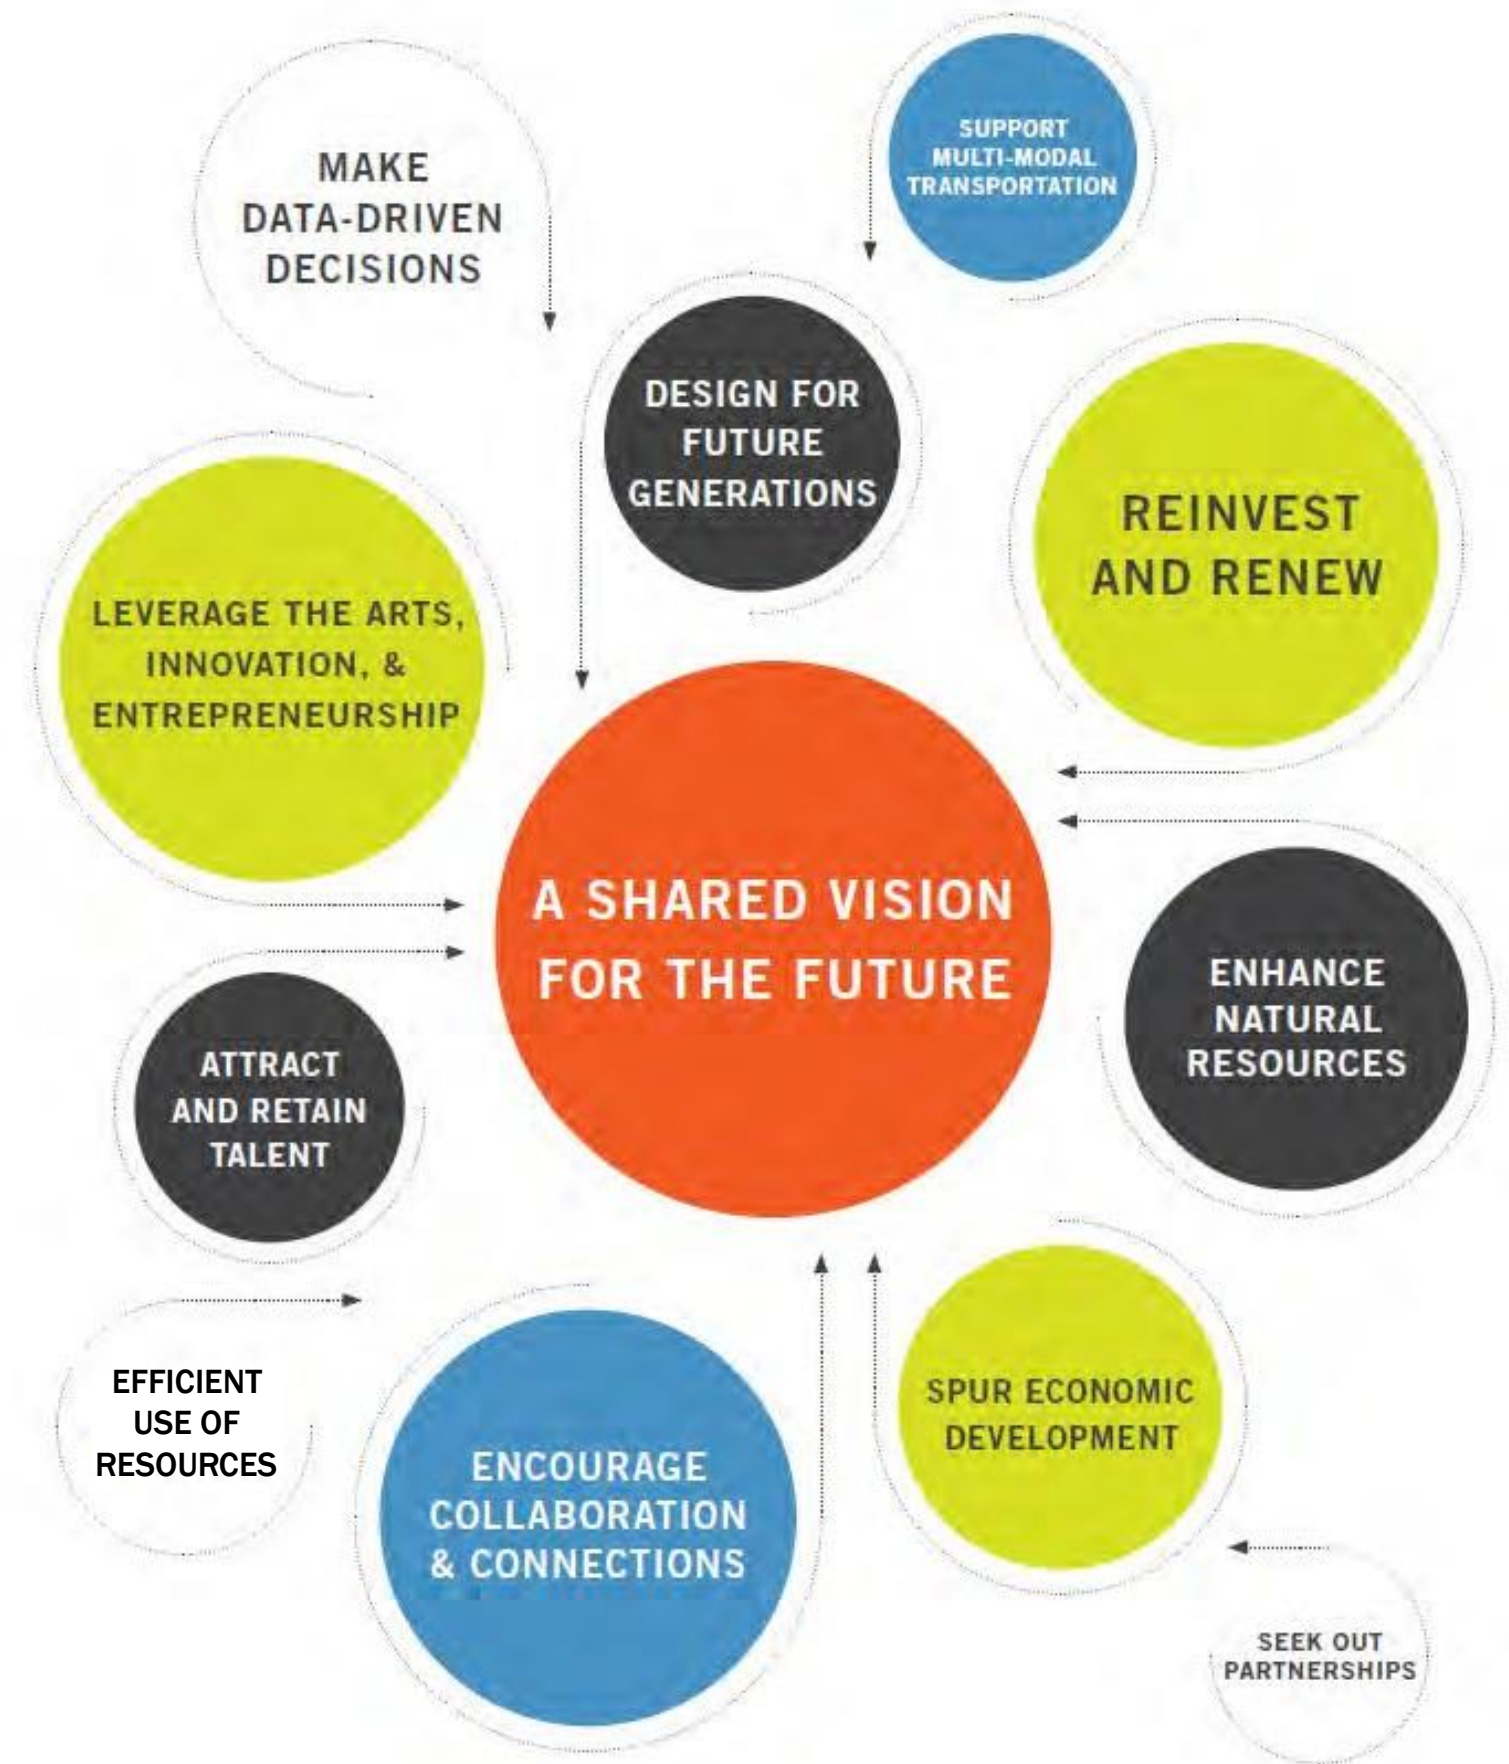 MAKE
DATA-DRIVEN
DECISIONS
SUPPORT
MULTI-MODAL
TRANSPORTATION
DESIGN FOR
FUTURE
GENERATIONS
REINVEST
AND RENEW
LEVERAGE THE ARTS,
INNOVATION, &
ENTREPRENEURSHIP
A SHARED VISION
FOR THE FUTURE
ENHANCE
NATURAL
RESOURCES
ATTRACT
AND RETAIN
TALENT
EFFICIENT
USE OF
RESOURCES
ENCOURAGE
COLLABORATION
& CONNECTIONS
SPUR ECONOMIC
DEVELOPMENT
SEEK OUT
PARTNERSHIPS